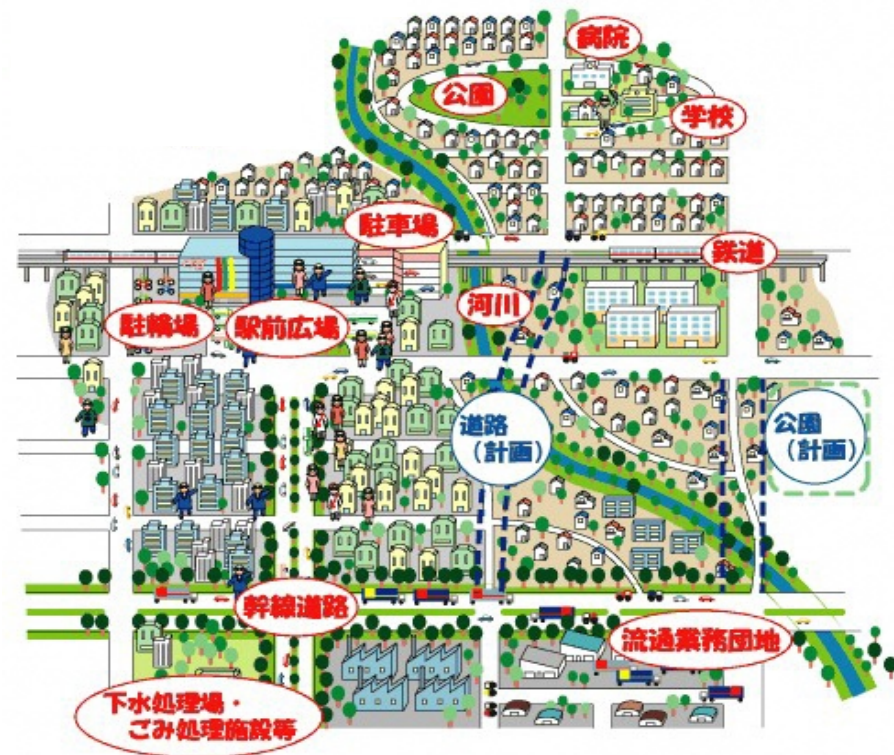 病院
公園
学校
駐車場
鉄道
河川
駐輪場
駅前広場
道路
（計画）
公園
（計画）
幹線道路
流通業務団地
下水処理場・
ごみ処理施設等